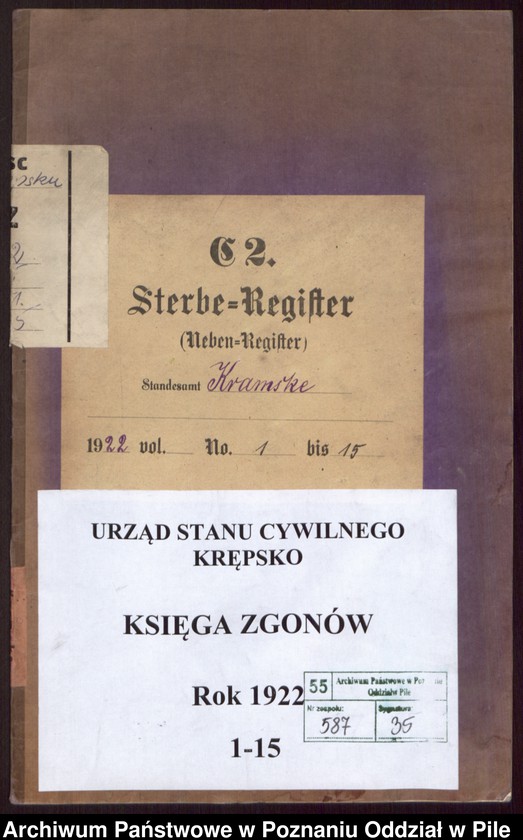 SC
Z
C 2.
Sterbe=Register
(Neben=Register)
Standesamt Kramske
1922 vol. No. 1 bis 15
URZĄD STANU CYWILNEGO
KRĘPSKO
KSIĘGA ZGONÓW
Rok 1922
1-15
55 Archiwum Państwowe w
Oddział w Pile
Nr zespołu: Sygnatura:
587 35
Archiwum Państwowe w Poznaniu Oddział w Pile